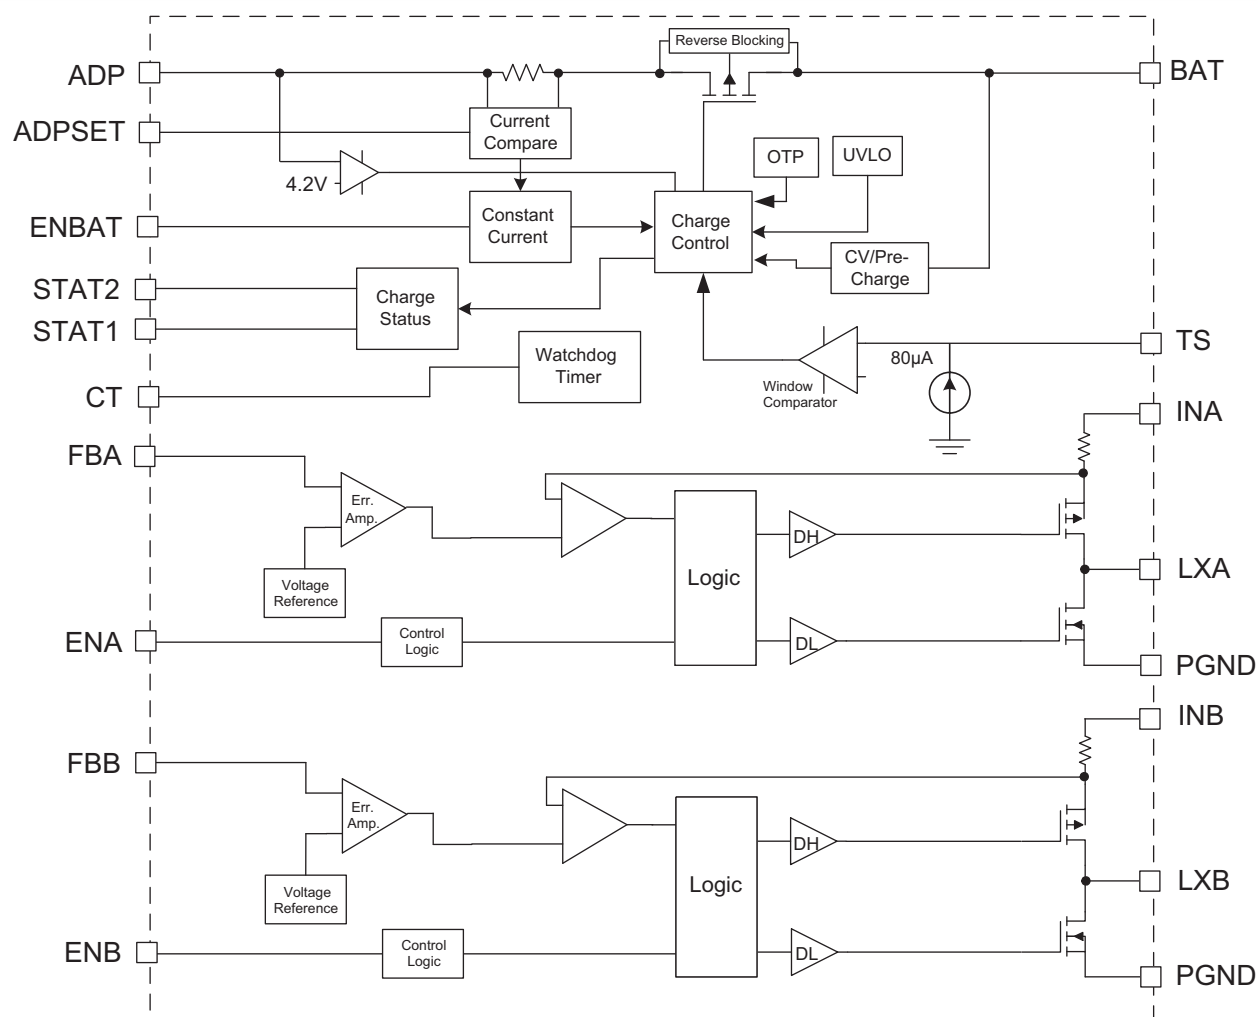 Reverse Blocking
ADP
BAT
ADPSET
Current
Compare
OTP
UVLO
4.2V
ENBAT
Constant
Current
Charge
Control
CV/Pre-
Charge
STAT2
STAT1
Charge
Status
TS
80µA
Watchdog
Timer
Window
Comparator
CT
INA
FBA
Err.
Amp.
DH
Logic
LXA
Voltage
Reference
ENA
Control
Logic
DL
PGND
INB
FBB
Err.
Amp.
DH
Logic
LXB
Voltage
Reference
ENB
Control
Logic
DL
PGND